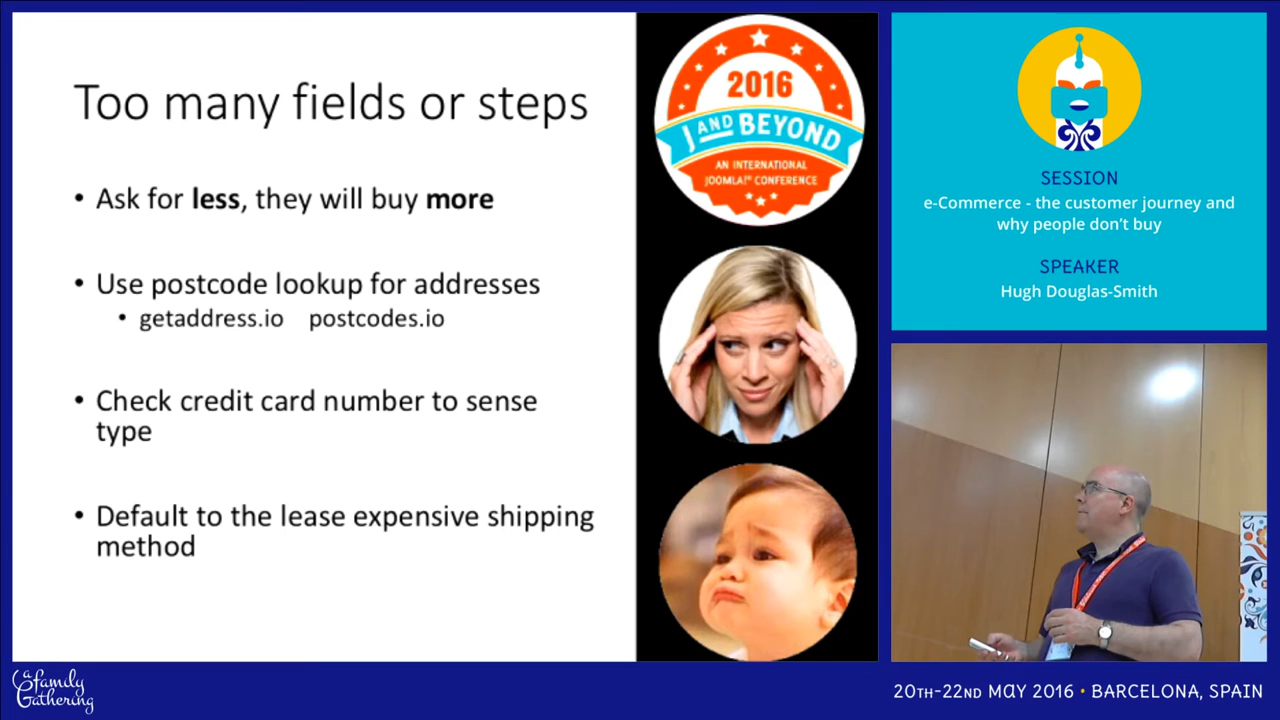 Too many fields or steps
• Ask for less, they will buy more
• Use postcode lookup for addresses
• getaddress.io postcodes.io
• Check credit card number to sense
type
• Default to the lease expensive shipping
method
2016
J AND BEYOND
AN INTERNATIONAL
JOOMLA!® CONFERENCE
SESSION
e-Commerce - the customer journey and
why people don't buy
SPEAKER
Hugh Douglas-Smith
a
family
Gathering
20TH-22ND MAY 2016 • BARCELONA, SPAIN